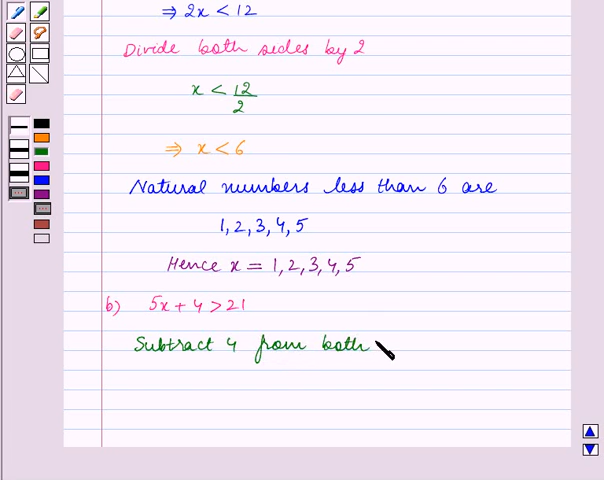 ⇒ 2x < 12
Divide both sides by 2
x < 12/2
⇒ x < 6
Natural numbers less than 6 are
1, 2, 3, 4, 5
Hence x = 1, 2, 3, 4, 5
b) 5x + 4 > 21
Subtract 4 from both